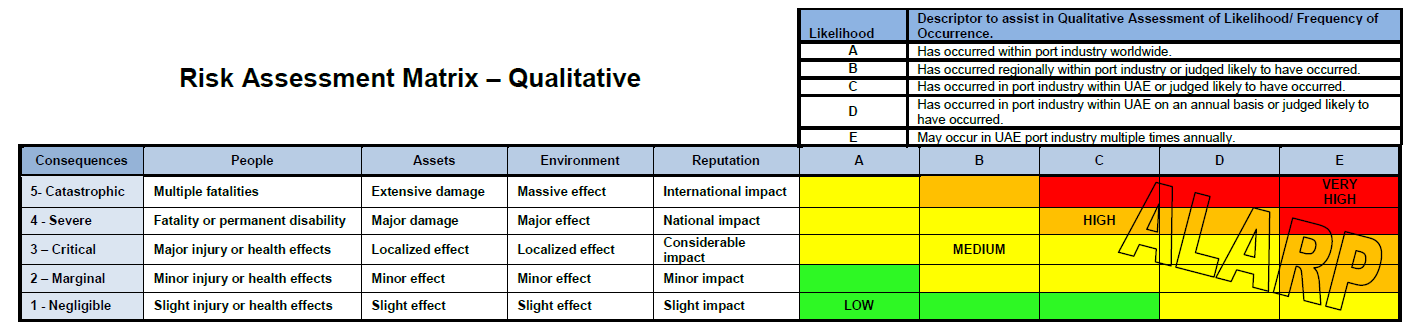 Likelihood
Descriptor to assist in Qualitative Assessment of Likelihood/ Frequency of
Occurrence.
A Has occurred within port industry worldwide.
B Has occurred regionally within port industry or judged likely to have occurred.
C Has occurred in port industry within UAE or judged likely to have occurred.
D Has occurred in port industry within UAE on an annual basis or judged likely to
have occurred.
E May occur in UAE port industry multiple times annually.
Risk Assessment Matrix – Qualitative
Consequences People Assets Environment Reputation A B C D E
5- Catastrophic Multiple fatalities Extensive damage Massive effect International impact VERY
HIGH
4 - Severe Fatality or permanent disability Major damage Major effect National impact HIGH
3 – Critical Major injury or health effects Localized effect Localized effect Considerable
impact MEDIUM
2 – Marginal Minor injury or health effects Minor effect Minor effect Minor impact
1 - Negligible Slight injury or health effects Slight effect Slight effect Slight impact LOW
ALARP